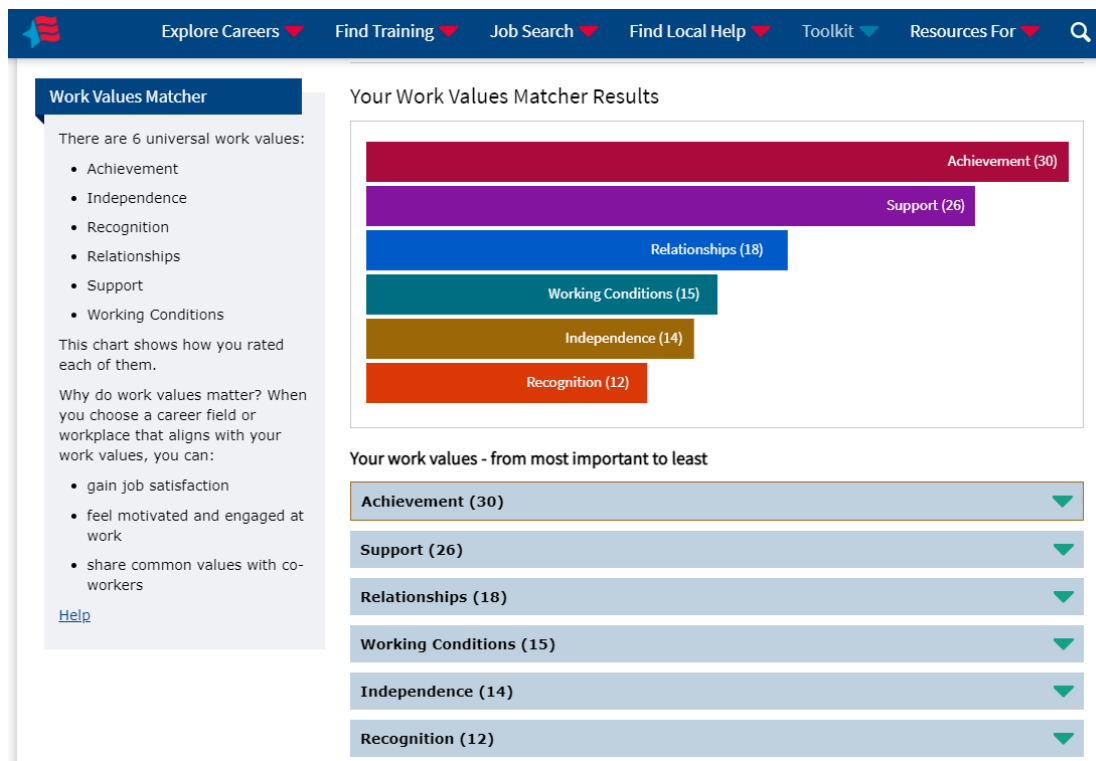 Explore Careers Find Training Job Search Find Local Help Toolkit Resources For
Work Values Matcher
There are 6 universal work values:
• Achievement
• Independence
• Recognition
• Relationships
• Support
• Working Conditions
This chart shows how you rated
each of them.
Why do work values matter? When
you choose a career field or
workplace that aligns with your
work values, you can:
• gain job satisfaction
• feel motivated and engaged at
work
• share common values with co-
workers
Help
Your Work Values Matcher Results
Achievement (30)
Support (26)
Relationships (18)
Working Conditions (15)
Independence (14)
Recognition (12)
Your work values - from most important to least
Achievement (30)
Support (26)
Relationships (18)
Working Conditions (15)
Independence (14)
Recognition (12)